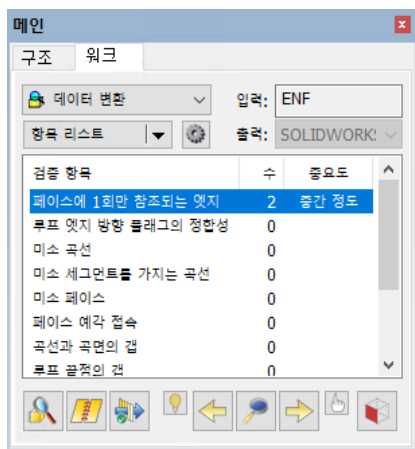 메인
구조 워크
데이터 변환 입력: ENF
항목 리스트 출력: SOLIDWORK
검증 항목 수 중요도
페이스에 1회만 참조되는 엣지 2 중간 정도
루프 엣지 방향 플래그의 정합성 0
미소 곡선 0
미소 세그먼트를 가지는 곡선 0
미소 페이스 0
페이스 예각 접속 0
곡선과 곡면의 갭 0
루프 끝점의 갭 0